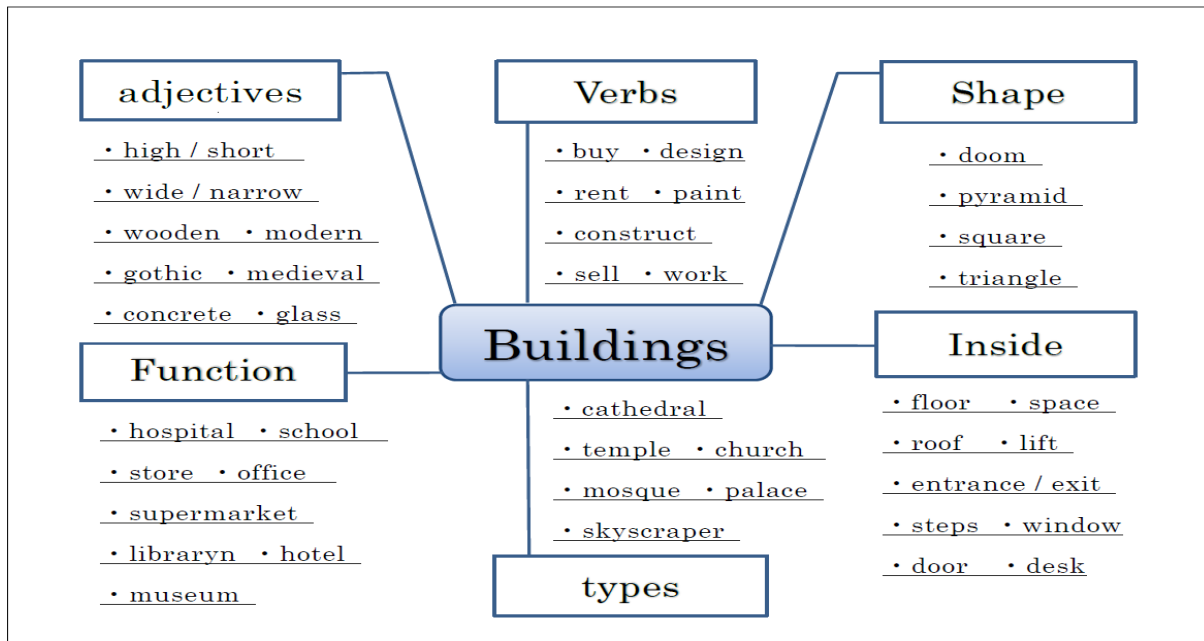 adjectives
・high / short
・wide / narrow
・wooden ・modern
・gothic ・medieval
・concrete ・glass
Verbs
・buy ・design
・rent ・paint
・construct
・sell ・work
Shape
・doom
・pyramid
・square
・triangle
Buildings
Function
・hospital ・school
・store ・office
・supermarket
・libraryn ・hotel
・museum
・cathedral
・temple ・church
・mosque ・palace
・skyscraper
types
Inside
・floor ・space
・roof ・lift
・entrance / exit
・steps ・window
・door ・desk